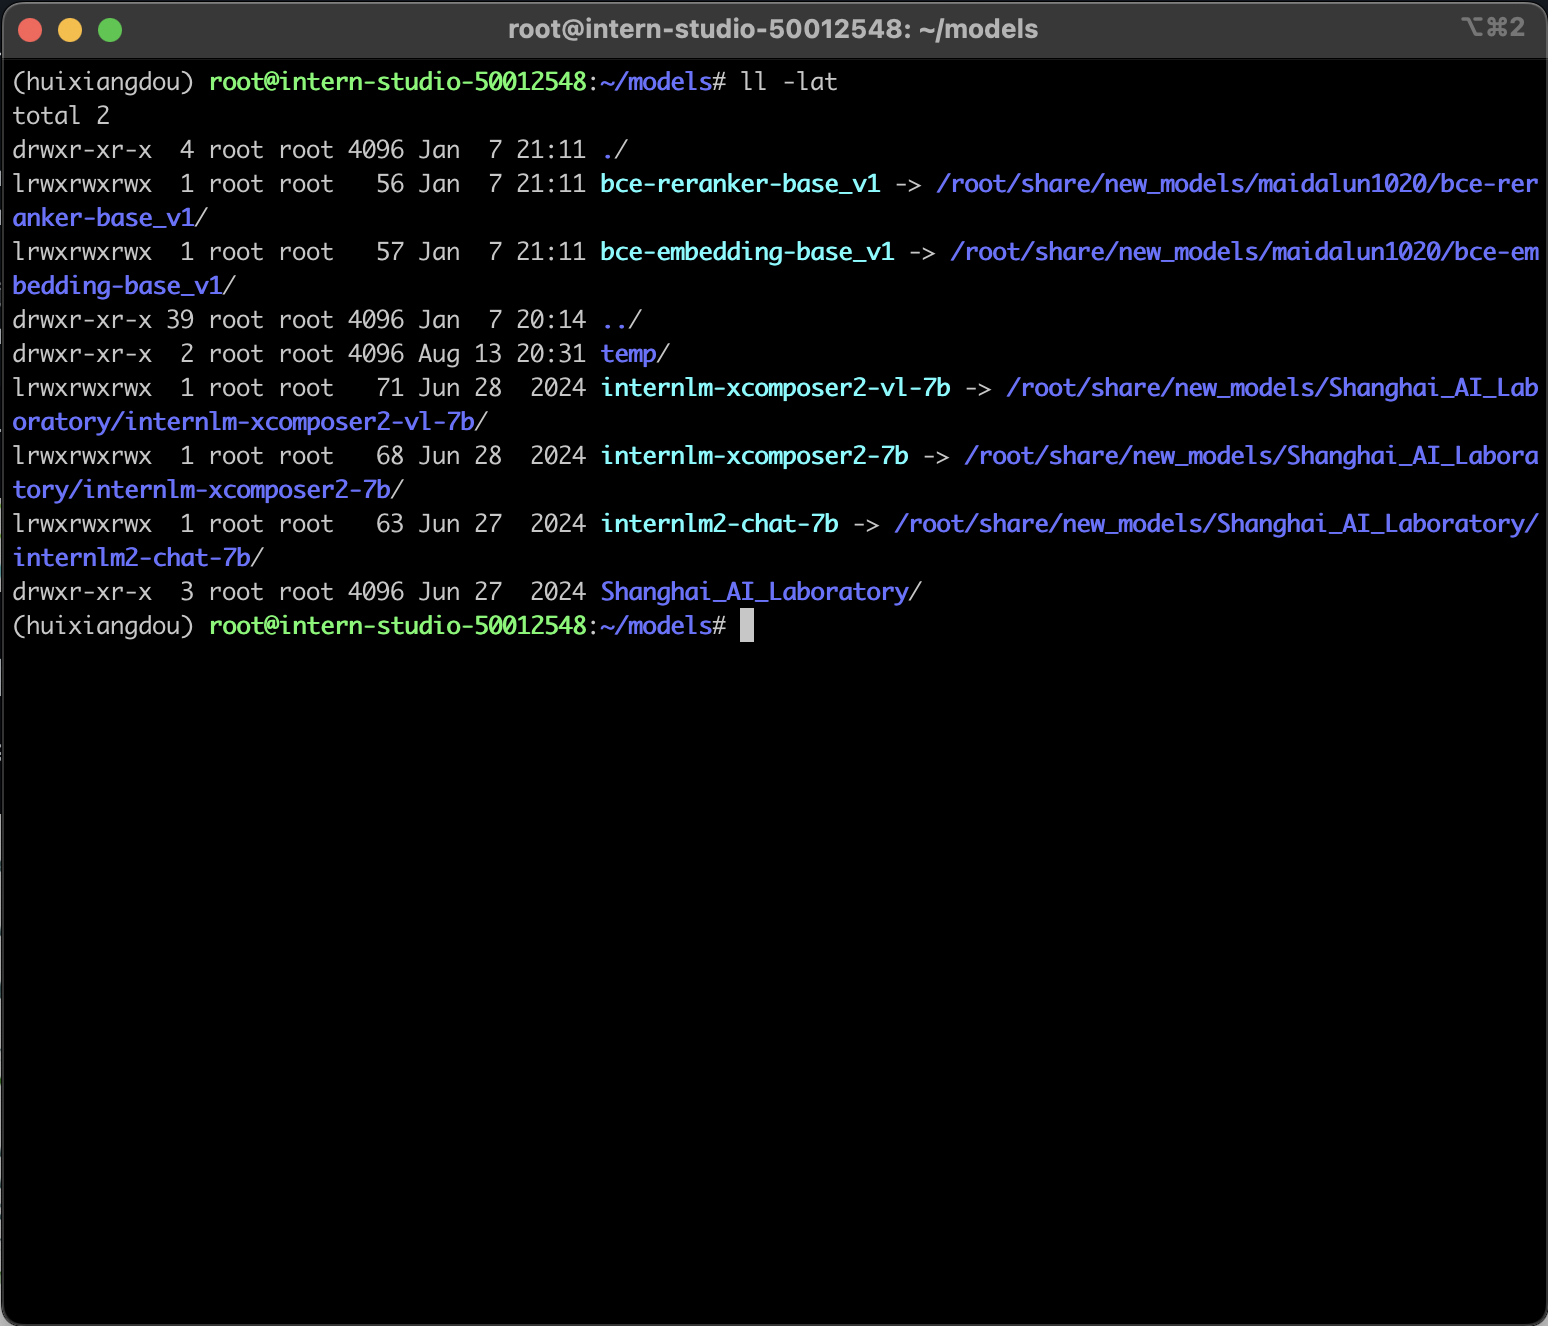 root@intern-studio-50012548: ~/models ⌥⌘2
(huixiangdou) root@intern-studio-50012548:~/models# ll -lat
total 2
drwxr-xr-x  4 root root 4096 Jan  7 21:11 ./
lrwxrwxrwx  1 root root   56 Jan  7 21:11 bce-reranker-base_v1 -> /root/share/new_models/maidalun1020/bce-rer
anker-base_v1/
lrwxrwxrwx  1 root root   57 Jan  7 21:11 bce-embedding-base_v1 -> /root/share/new_models/maidalun1020/bce-em
bedding-base_v1/
drwxr-xr-x 39 root root 4096 Jan  7 20:14 ../
drwxr-xr-x  2 root root 4096 Aug 13 20:31 temp/
lrwxrwxrwx  1 root root   71 Jun 28  2024 internlm-xcomposer2-vl-7b -> /root/share/new_models/Shanghai_AI_Lab
oratory/internlm-xcomposer2-vl-7b/
lrwxrwxrwx  1 root root   68 Jun 28  2024 internlm-xcomposer2-7b -> /root/share/new_models/Shanghai_AI_Labora
tory/internlm-xcomposer2-7b/
lrwxrwxrwx  1 root root   63 Jun 27  2024 internlm2-chat-7b -> /root/share/new_models/Shanghai_AI_Laboratory/
internlm2-chat-7b/
drwxr-xr-x  3 root root 4096 Jun 27  2024 Shanghai_AI_Laboratory/
(huixiangdou) root@intern-studio-50012548:~/models#